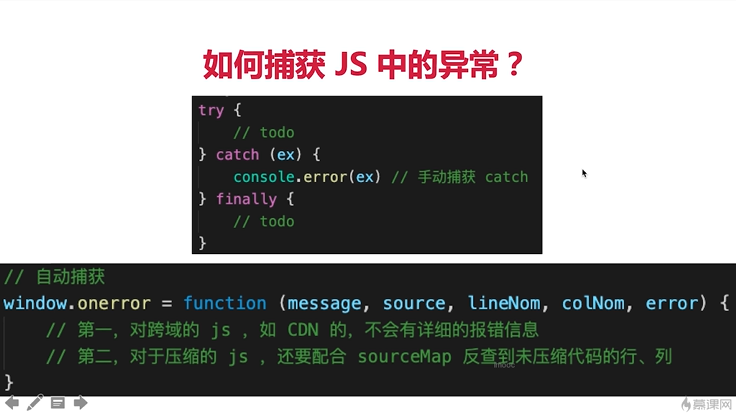 如何捕获 JS 中的异常？
try {
// todo
} catch (ex) {
console.error(ex) // 手动捕获 catch
} finally {
// todo
}
// 自动捕获
window.onerror = function (message, source, lineNom, colNom, error) {
// 第一，对跨域的 js ，如 CDN 的，不会有详细的报错信息
// 第二，对于压缩的 js ，还要配合 sourceMap 反查到未压缩代码的行、列
}
imooc
慕课网